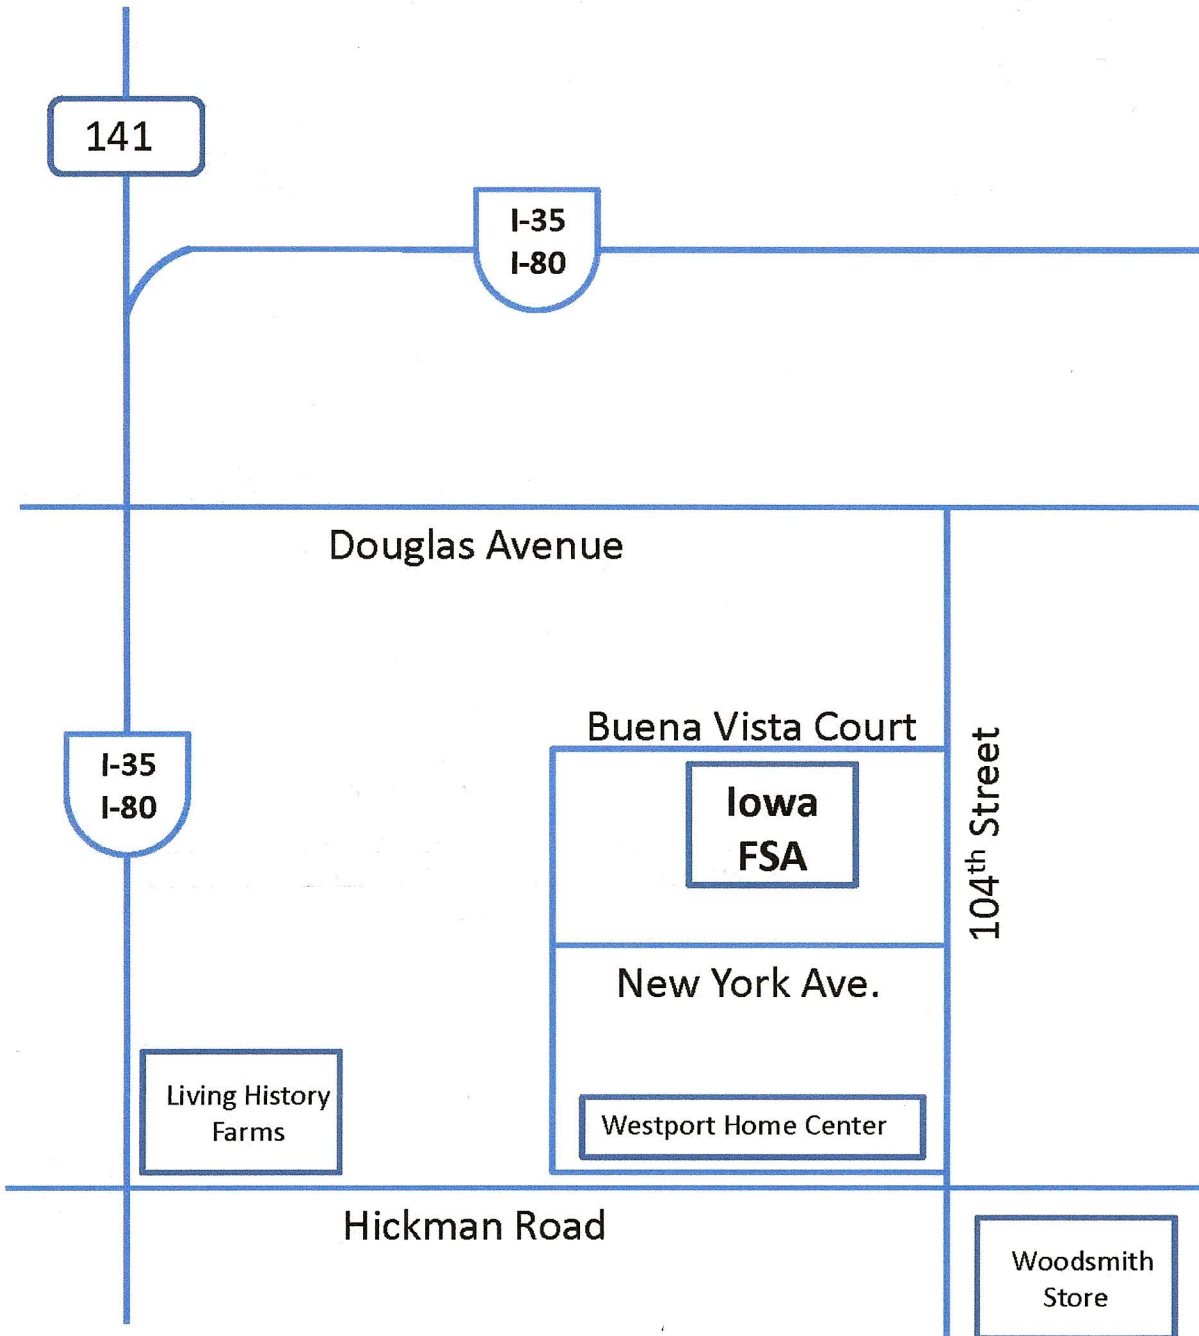 141
I-35
I-80
Douglas Avenue
Buena Vista Court
I-35
I-80
Iowa
FSA
104th Street
New York Ave.
Living History
Farms
Westport Home Center
Hickman Road
Woodsmith
Store